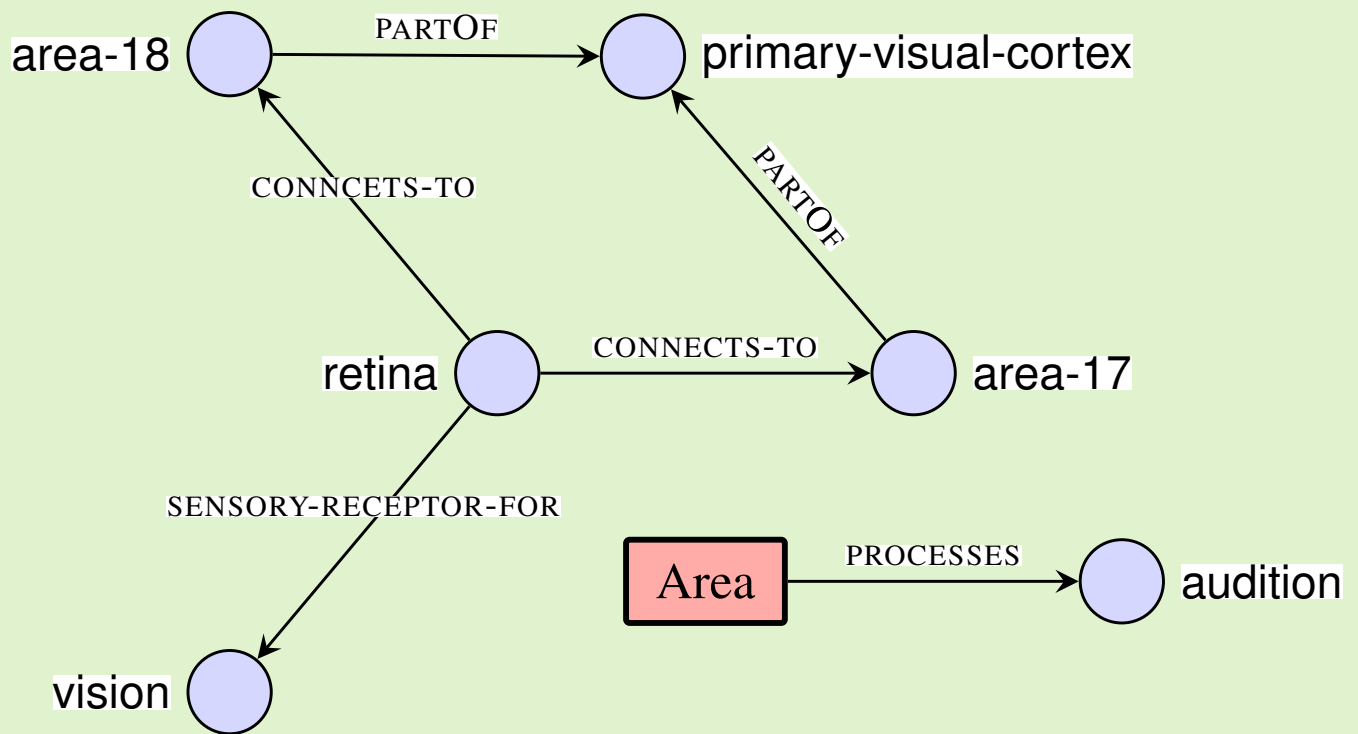 area-18
PARTOF
primary-visual-cortex
CONNCETS-TO
PARTOF
retina
CONNECTS-TO
area-17
SENSORY-RECEPTOR-FOR
Area
PROCESSES
audition
vision